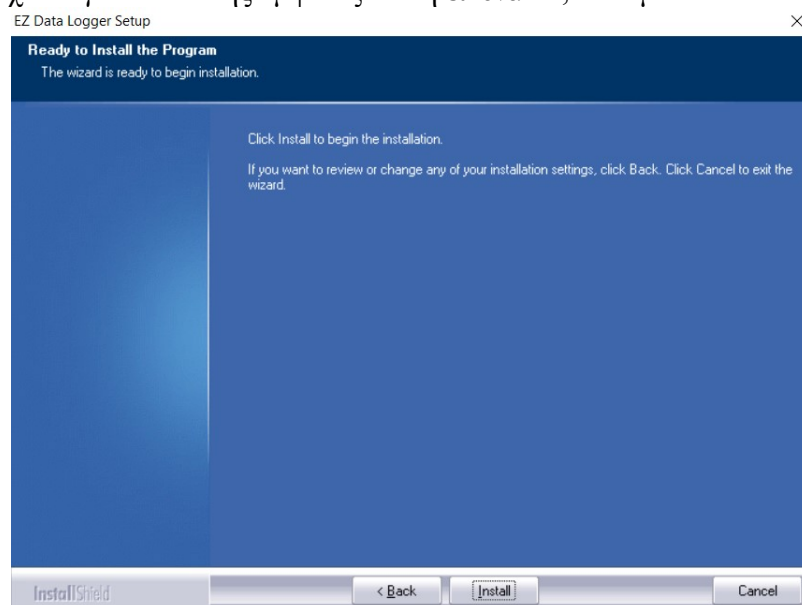 EZ Data Logger Setup
Ready to Install the Program
The wizard is ready to begin installation.
Click Install to begin the installation.
If you want to review or change any of your installation settings, click Back. Click Cancel to exit the
wizard.
InstallShield
< Back Install Cancel